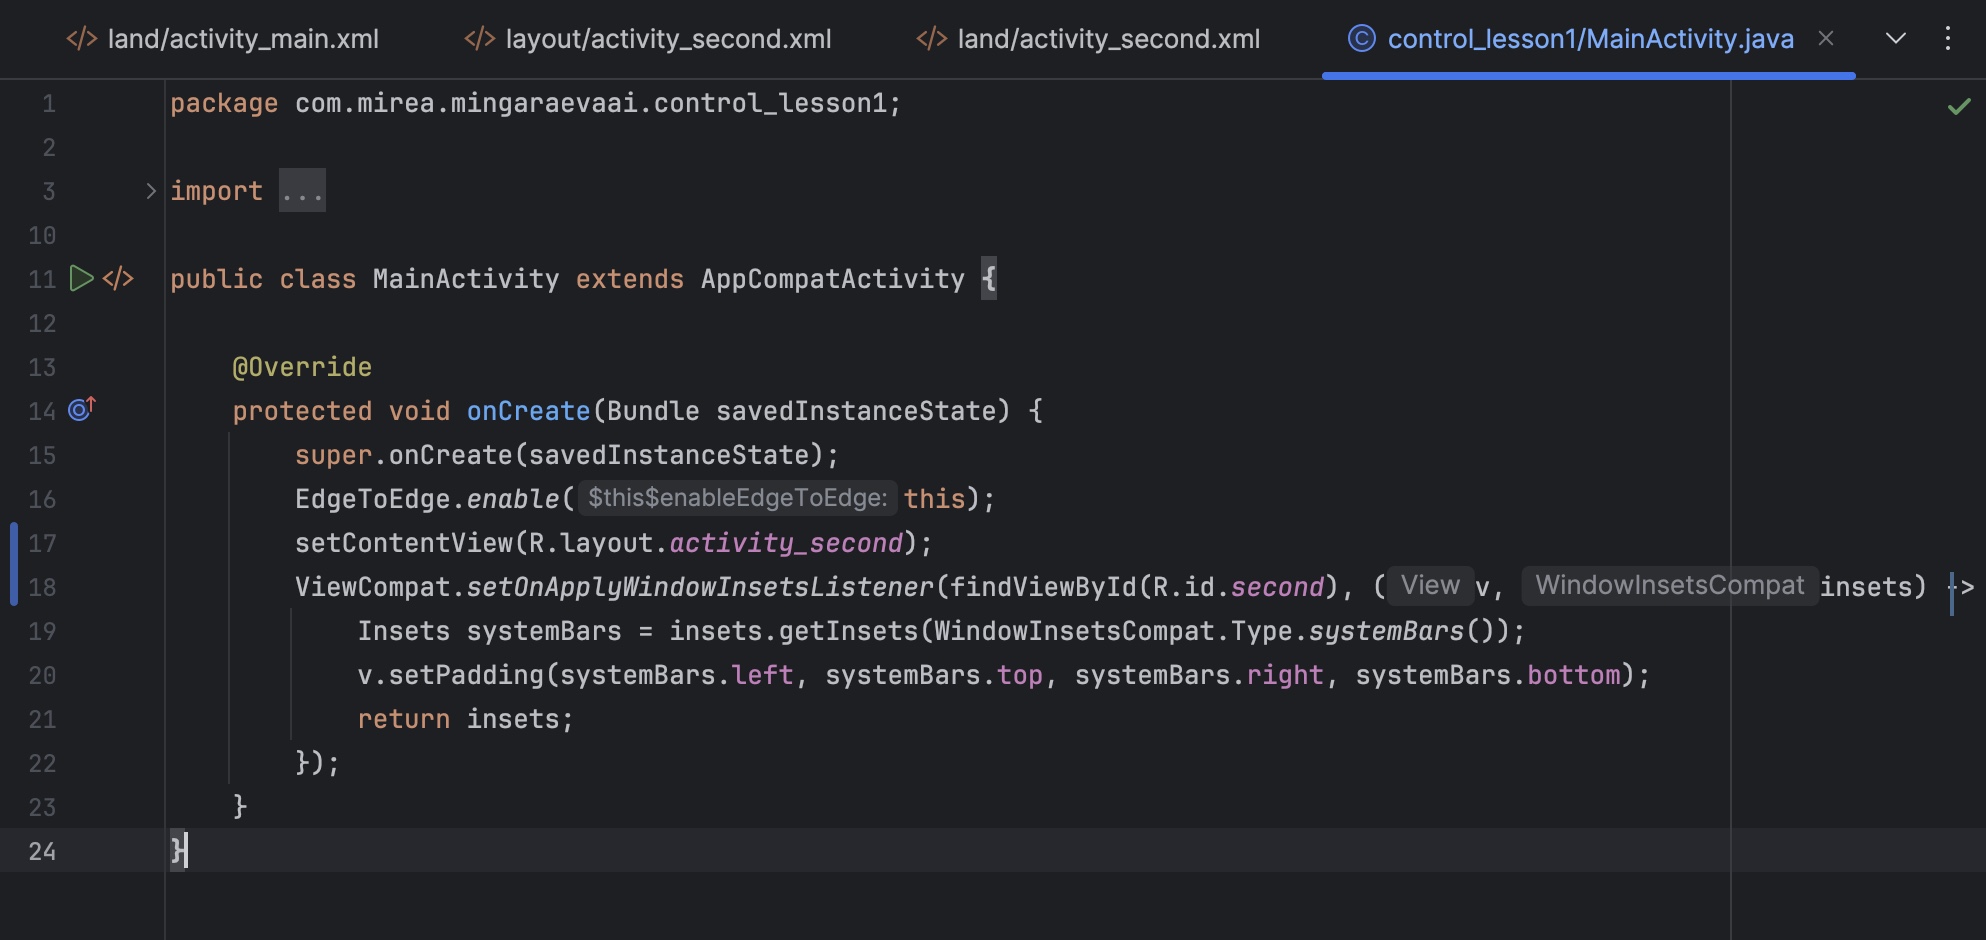 </> land/activity_main.xml </> layout/activity_second.xml </> land/activity_second.xml © control_lesson1/MainActivity.java
1 package com.mirea.mingaraevaai.control_lesson1;
2
3 import ...
10
11 </> public class MainActivity extends AppCompatActivity {
12
13 @Override
14 protected void onCreate(Bundle savedInstanceState) {
15 super.onCreate(savedInstanceState);
16 EdgeToEdge.enable( $this$enableEdgeToEdge: this);
17 setContentView(R.layout.activity_second);
18 ViewCompat.setOnApplyWindowInsetsListener(findViewById(R.id.second), ( View v, WindowInsetsCompat insets) ->
19 Insets systemBars = insets.getInsets(WindowInsetsCompat.Type.systemBars());
20 v.setPadding(systemBars.left, systemBars.top, systemBars.right, systemBars.bottom);
21 return insets;
22 });
23 }
24 }